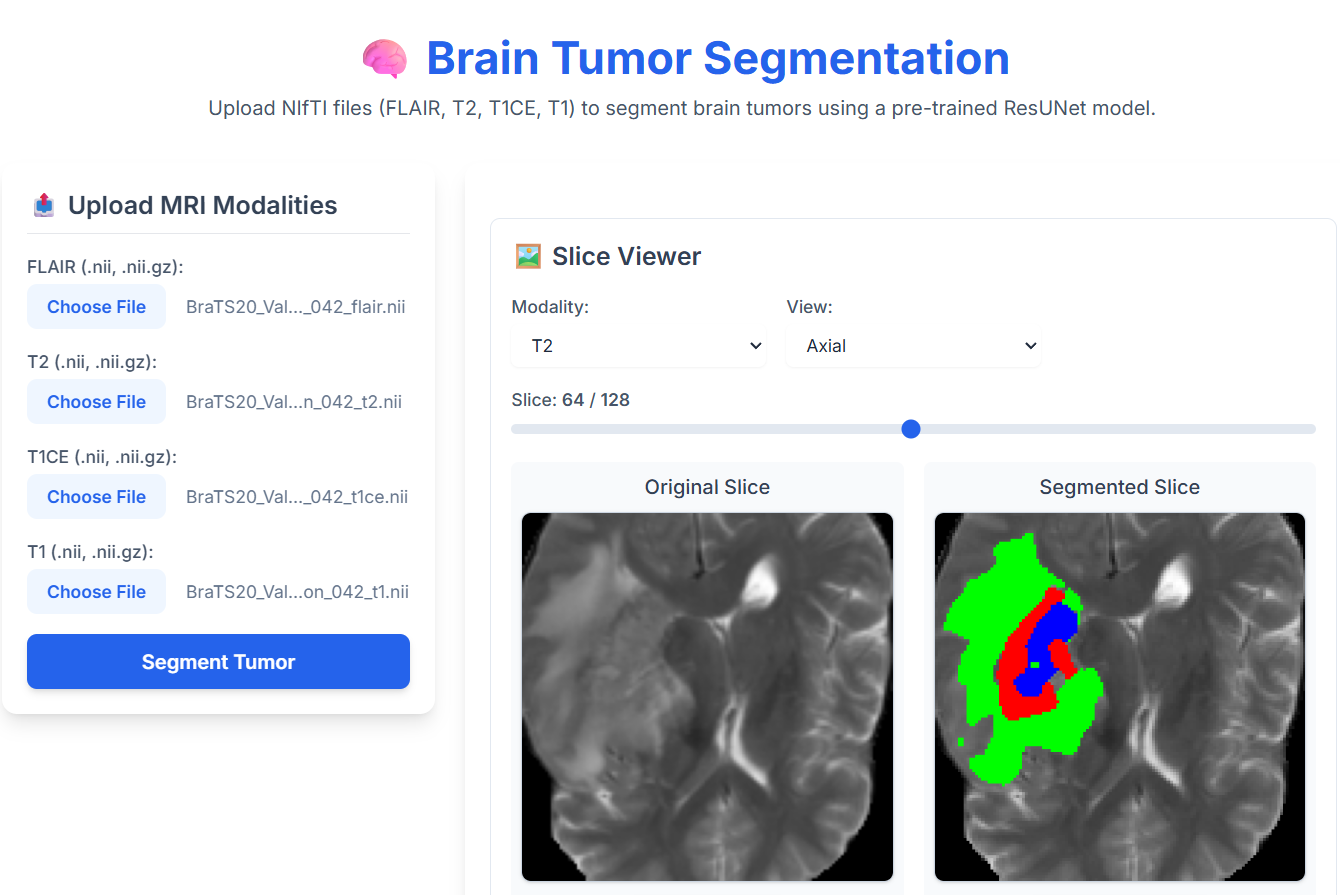 Brain Tumor Segmentation
Upload NIfTI files (FLAIR, T2, T1CE, T1) to segment brain tumors using a pre-trained ResUNet model.
Upload MRI Modalities
FLAIR (.nii, .nii.gz):
Choose File BraTS20_Val..._042_flair.nii
T2 (.nii, .nii.gz):
Choose File BraTS20_Val...n_042_t2.nii
T1CE (.nii, .nii.gz):
Choose File BraTS20_Val..._042_t1ce.nii
T1 (.nii, .nii.gz):
Choose File BraTS20_Val...on_042_t1.nii
Segment Tumor
Slice Viewer
Modality: View:
T2 Axial
Slice: 64 / 128
Original Slice Segmented Slice